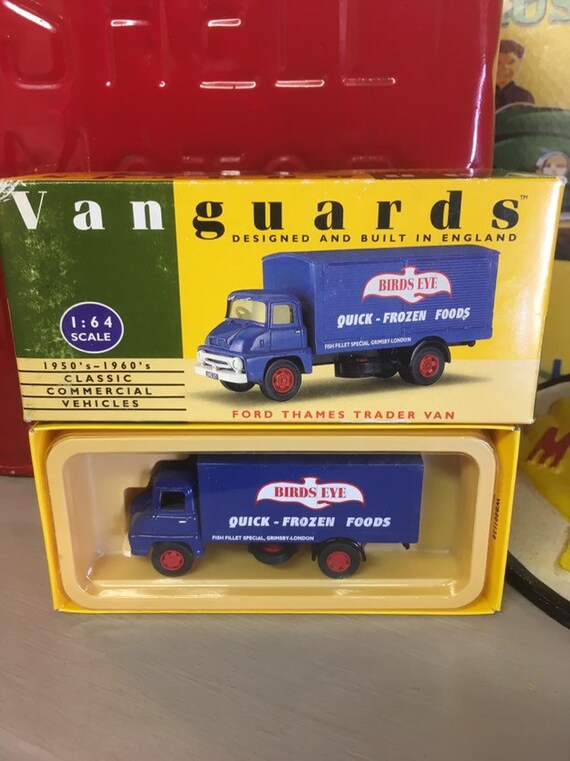 Vanguards™
DESIGNED AND BUILT IN ENGLAND
1:64
SCALE
1950's–1960's
CLASSIC
COMMERCIAL
VEHICLES
BIRDS EYE
QUICK - FROZEN FOODS
FISH FILLET SPECIAL, GRIMSBY-LONDON
FORD THAMES TRADER VAN
BIRDS EYE
QUICK - FROZEN FOODS
FISH FILLET SPECIAL, GRIMSBY-LONDON
M